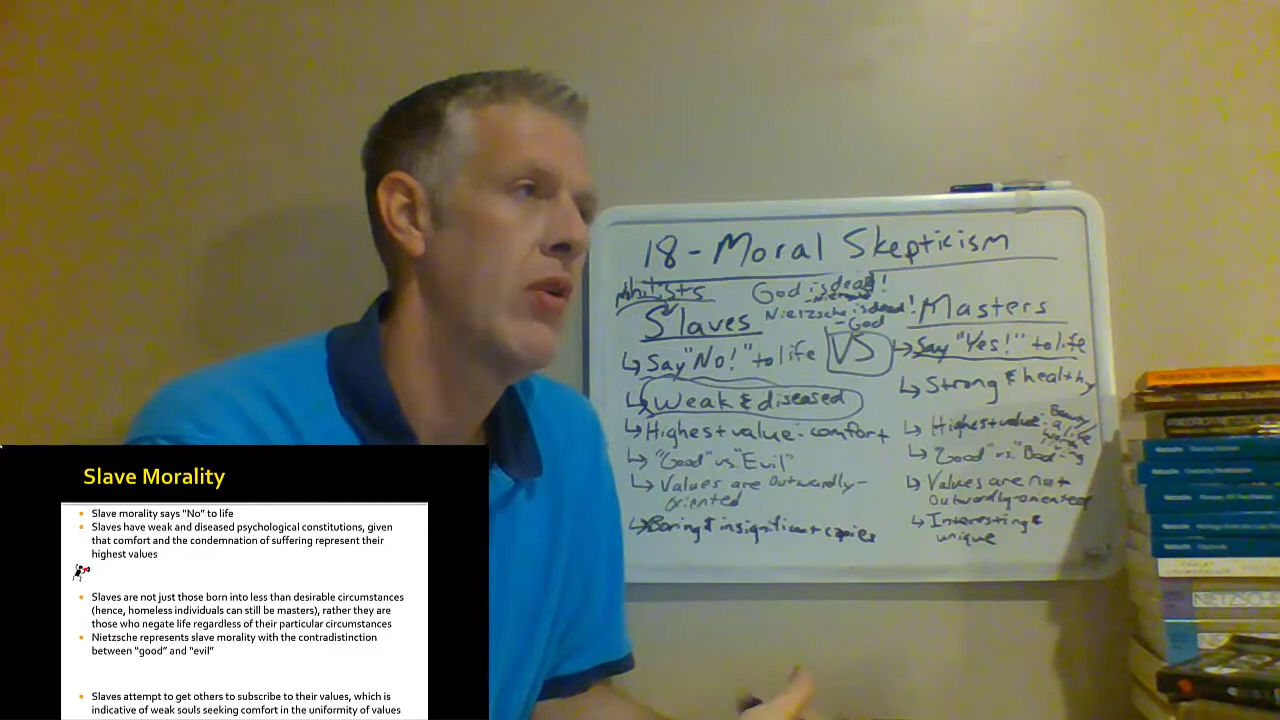 18 - Moral Skepticism
God is dead!
Nietzsche is dead!
- God
Slaves
VS
Masters
↳ Say "No!" to life
↳ Weak & diseased
↳ Highest value - comfort
↳ "Good" vs. "Evil"
↳ Values are outwardly-
oriented
↳ Boring & insignificant copies
↳ Say "Yes!" to life
↳ Strong & healthy
↳ Highest value -
↳ "Good" vs. "Bad"
↳ Values are not
outwardly-oriented
↳ Interesting &
unique
Slave Morality
Slave morality says "No" to life
Slaves have weak and diseased psychological constitutions, given
that comfort and the condemnation of suffering represent their
highest values
Slaves are not just those born into less than desirable circumstances
(hence, homeless individuals can still be masters), rather they are
those who negate life regardless of their particular circumstances
Nietzsche represents slave morality with the contradistinction
between "good" and "evil"
Slaves attempt to get others to subscribe to their values, which is
indicative of weak souls seeking comfort in the uniformity of values
NIETZSCHE